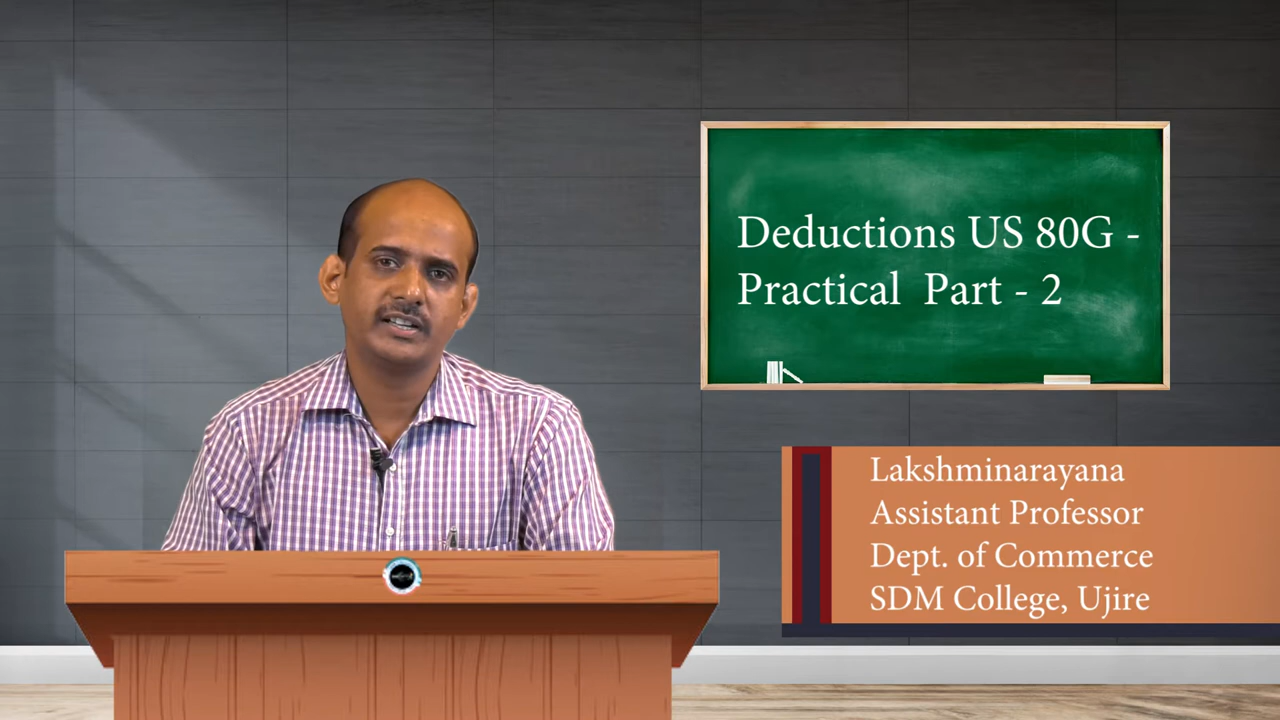 Deductions US 80G -
Practical Part - 2
Lakshminarayana
Assistant Professor
Dept. of Commerce
SDM College, Ujire